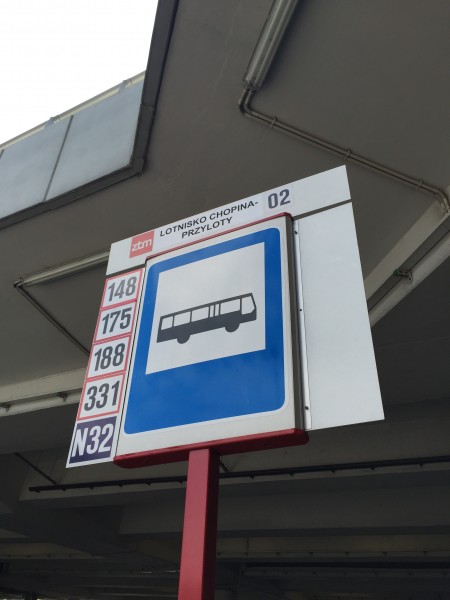 ztm LOTNISKO CHOPINA- 02
PRZYLOTY
148
175
188
331
N32